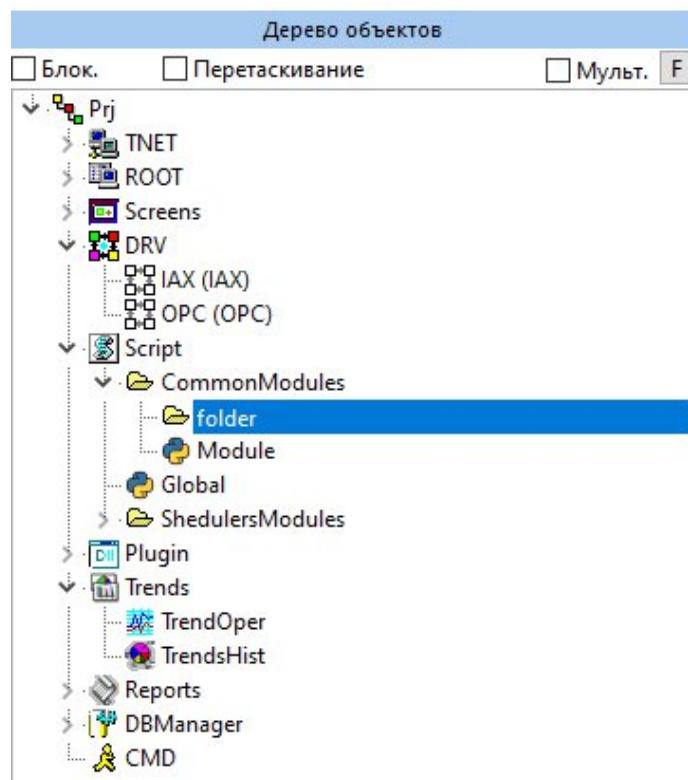 Дерево объектов
Блок. Перетаскивание Мульт. F
Prj
TNET
ROOT
Screens
DRV
IAX (IAX)
OPC (OPC)
Script
CommonModules
folder
Module
Global
ShedulersModules
Plugin
Trends
TrendOper
TrendsHist
Reports
DBManager
CMD